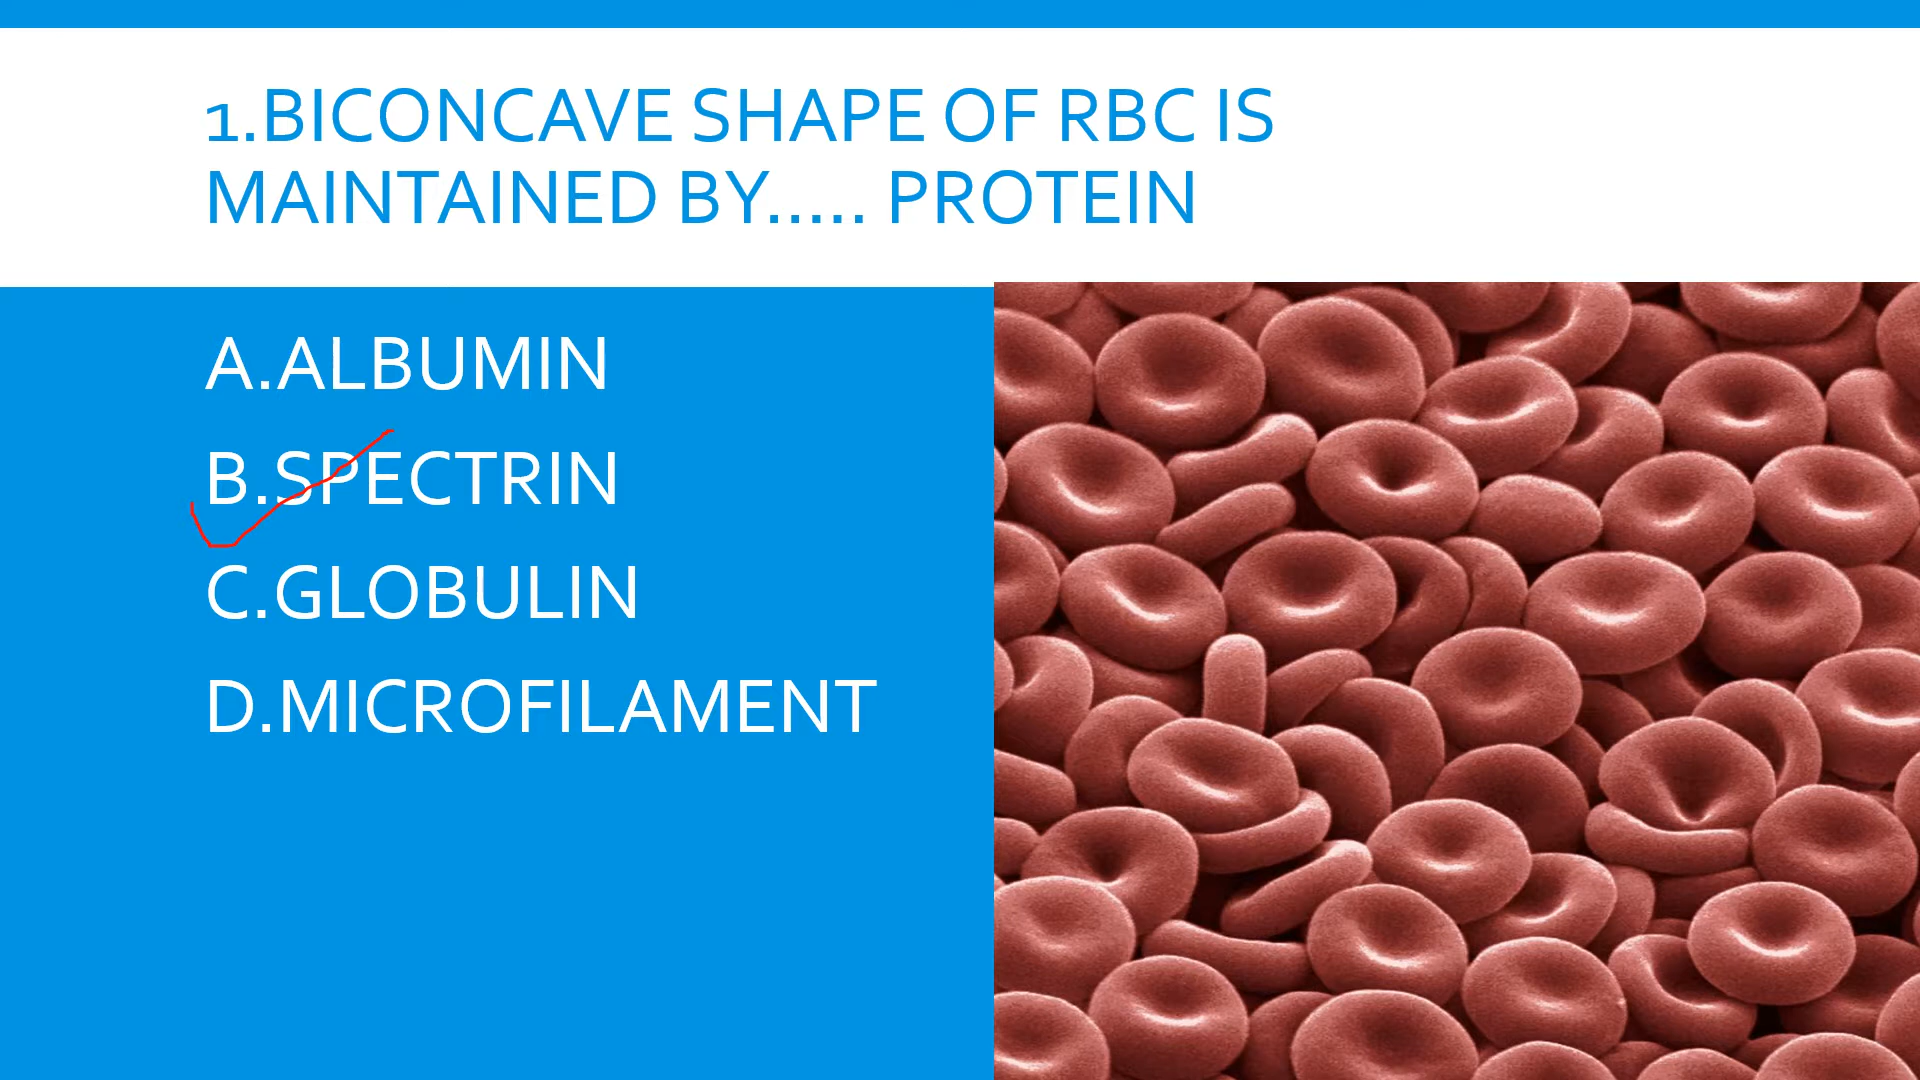 1.BICONCAVE SHAPE OF RBC IS
MAINTAINED BY..... PROTEIN
A.ALBUMIN
B.SPECTRIN
C.GLOBULIN
D.MICROFILAMENT